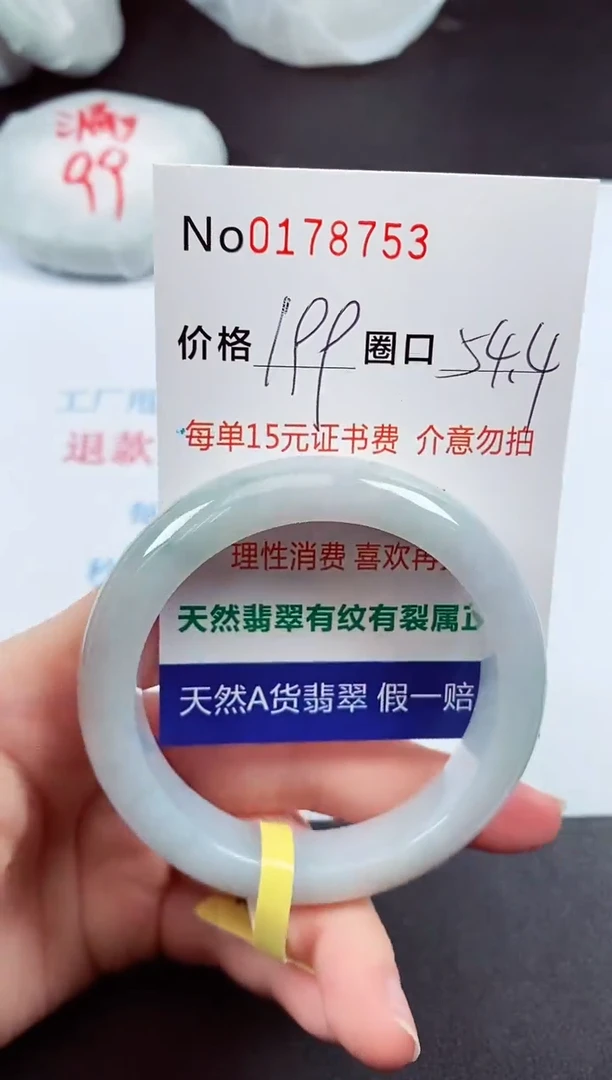 99
No0178753
价格 199 圈口 54.4
每单15元证书费 介意勿拍
工厂
退款
理性消费 喜欢再
天然翡翠有纹有裂属正
天然A货翡翠 假一赔